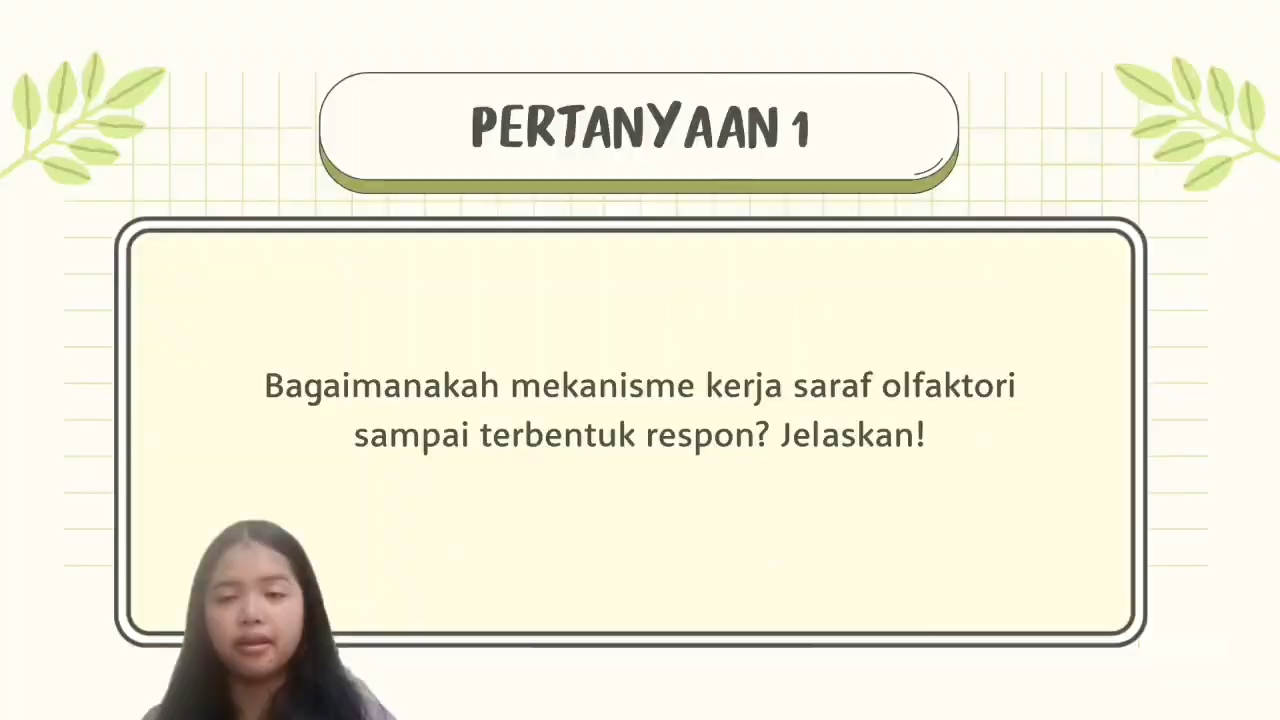 PERTANYAAN 1
Bagaimanakah mekanisme kerja saraf olfaktori
sampai terbentuk respon? Jelaskan!